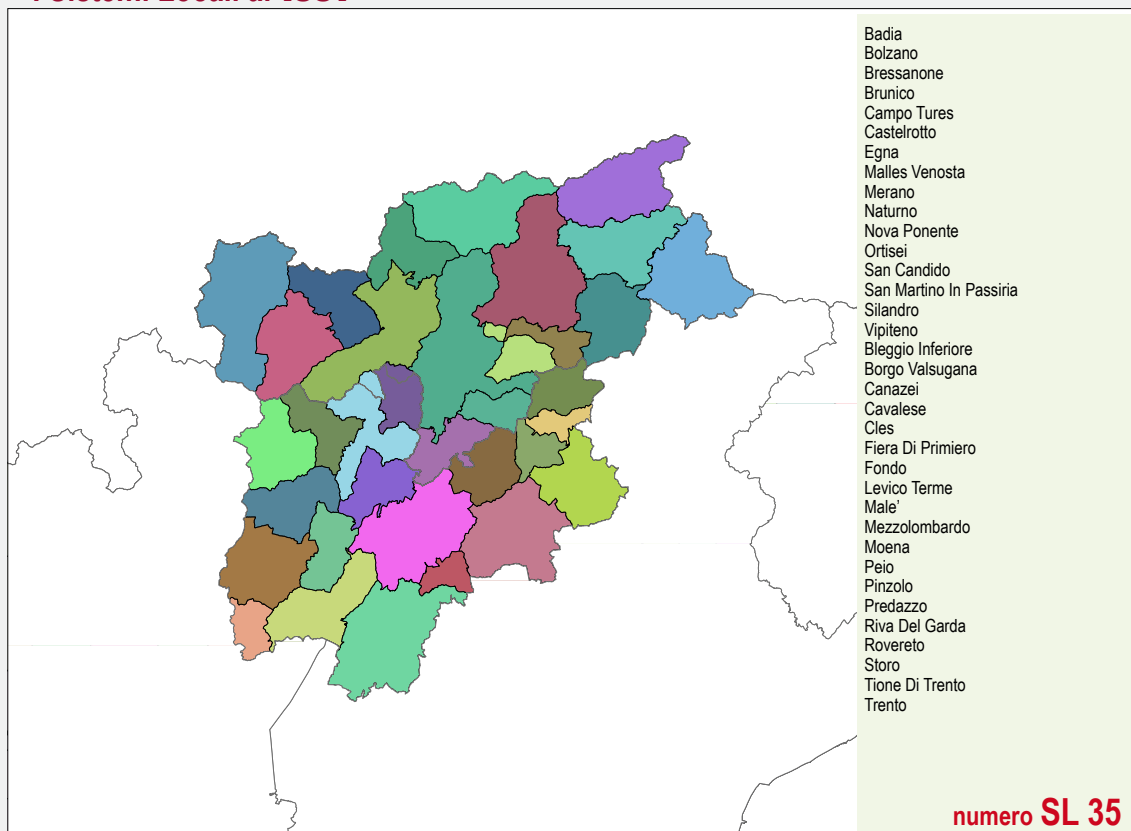 Badia
Bolzano
Bressanone
Brunico
Campo Tures
Castelrotto
Egna
Malles Venosta
Merano
Naturno
Nova Ponente
Ortisei
San Candido
San Martino In Passiria
Silandro
Vipiteno
Bleggio Inferiore
Borgo Valsugana
Canazei
Cavalese
Cles
Fiera Di Primiero
Fondo
Levico Terme
Male'
Mezzolombardo
Moena
Peio
Pinzolo
Predazzo
Riva Del Garda
Rovereto
Storo
Tione Di Trento
Trento
numero SL 35